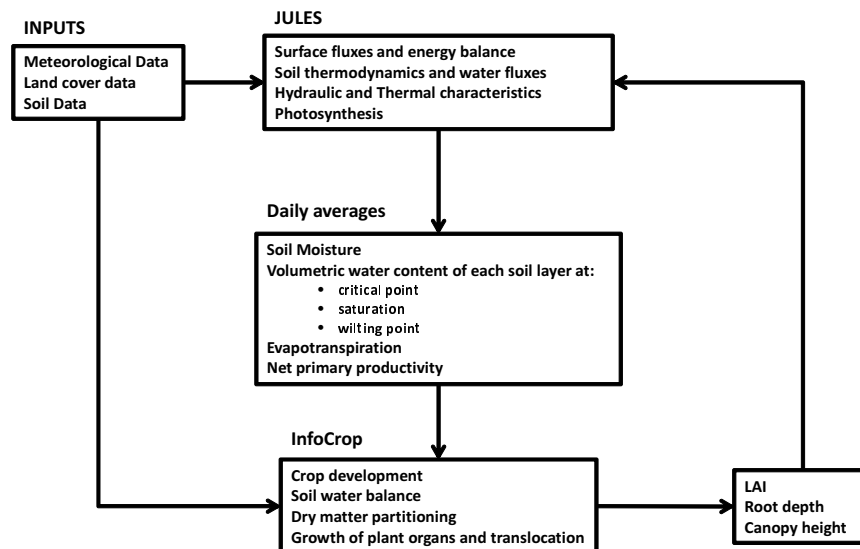 INPUTS
Meteorological Data
Land cover data
Soil Data
JULES
Surface fluxes and energy balance
Soil thermodynamics and water fluxes
Hydraulic and Thermal characteristics
Photosynthesis
Daily averages
Soil Moisture
Volumetric water content of each soil layer at:
• critical point
• saturation
• wilting point
Evapotranspiration
Net primary productivity
InfoCrop
Crop development
Soil water balance
Dry matter partitioning
Growth of plant organs and translocation
LAI
Root depth
Canopy height